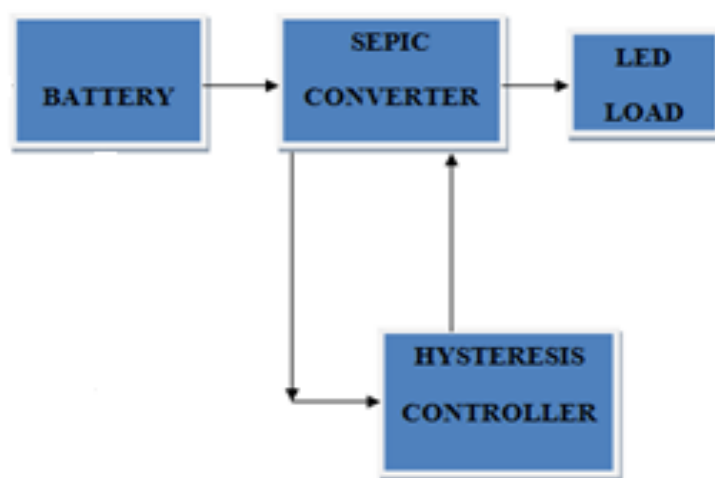 BATTERY
SEPIC
CONVERTER
LED
LOAD
HYSTERESIS
CONTROLLER